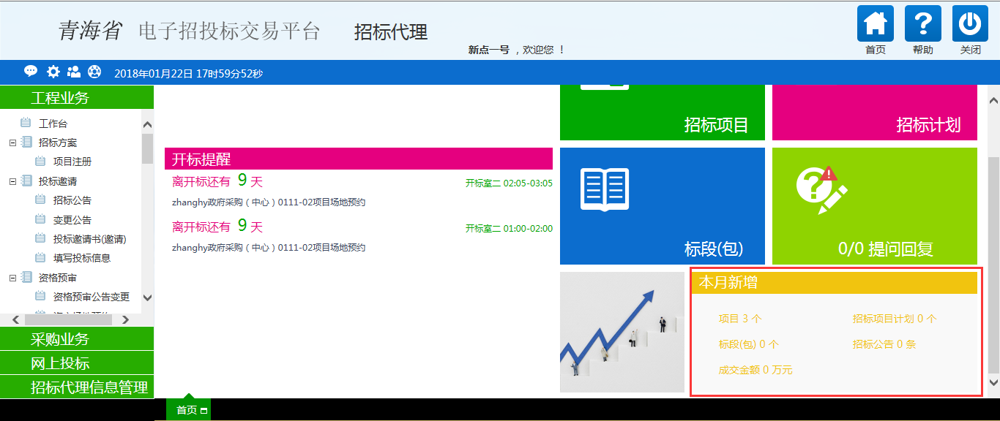 青海省 电子招投标交易平台 招标代理
新点一号 ，欢迎您 ！
首页 帮助 关闭
2018年01月22日 17时59分52秒
工程业务
工作台
招标方案
项目注册
投标邀请
招标公告
变更公告
投标邀请书(邀请)
填写投标信息
资格预审
资格预审公告变更
采购业务
网上投标
招标代理信息管理
开标提醒
离开标还有 9 天 开标室二 02:05-03:05
zhanghy政府采购（中心）0111-02项目场地预约
离开标还有 9 天 开标室二 01:00-02:00
zhanghy政府采购（中心）0111-02项目场地预约
招标项目
招标计划
标段(包)
0/0 提问回复
本月新增
项目 3 个 招标项目计划 0 个
标段(包) 0 个 招标公告 0 条
成交金额 0 万元
首页